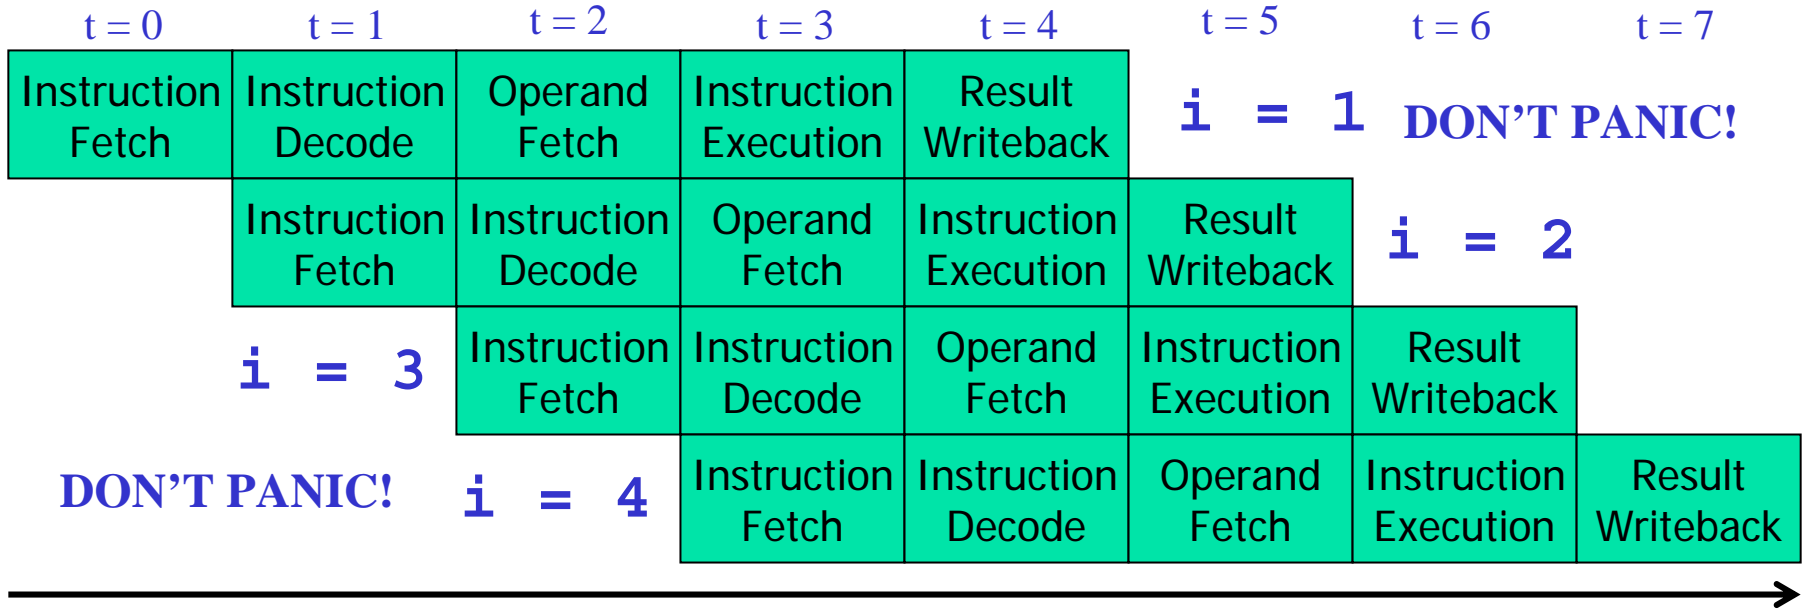 t = 0 t = 1 t = 2 t = 3 t = 4 t = 5 t = 6 t = 7
Instruction Instruction Operand Instruction Result
Fetch Decode Fetch Execution Writeback
i = 1 DON’T PANIC!
Instruction Instruction Operand Instruction Result
Fetch Decode Fetch Execution Writeback
i = 2
i = 3
Instruction Instruction Operand Instruction Result
Fetch Decode Fetch Execution Writeback
DON’T PANIC! i = 4
Instruction Instruction Operand Instruction Result
Fetch Decode Fetch Execution Writeback